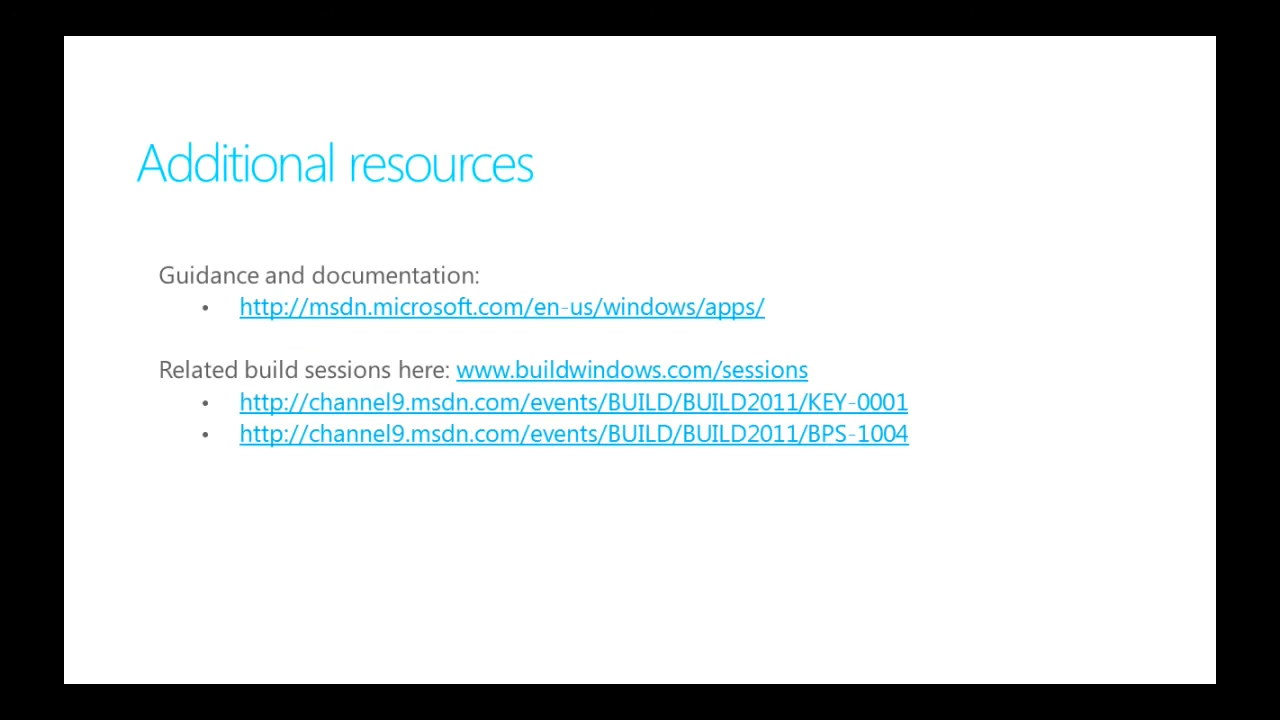 Additional resources
Guidance and documentation:
• http://msdn.microsoft.com/en-us/windows/apps/
Related build sessions here: www.buildwindows.com/sessions
• http://channel9.msdn.com/events/BUILD/BUILD2011/KEY-0001
• http://channel9.msdn.com/events/BUILD/BUILD2011/BPS-1004